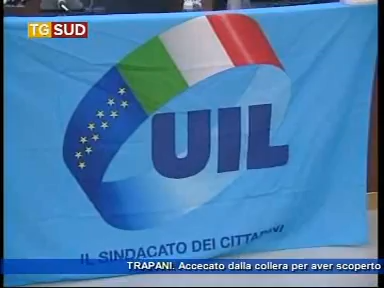 TG SUD
UIL
IL SINDACATO DEI CITTADINI
TRAPANI. Accecato dalla collera per aver scoperto